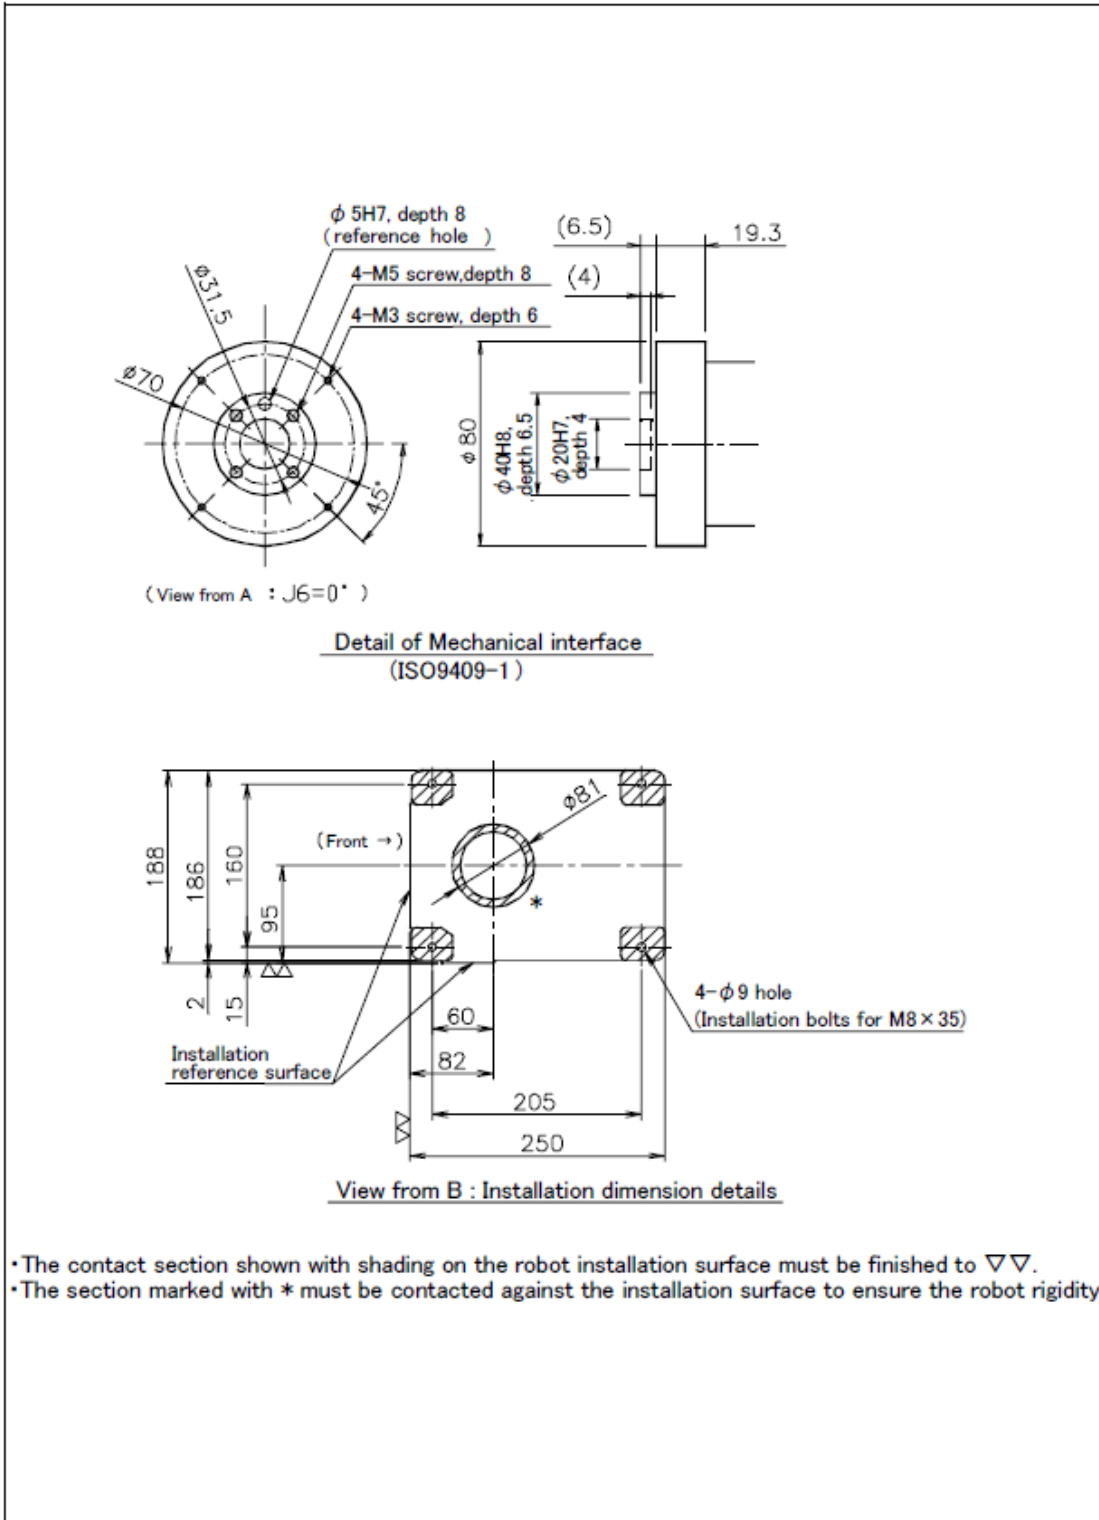 ϕ 5H7, depth 8
(reference hole )
4-M5 screw,depth 8
4-M3 screw, depth 6
ϕ31.5
ϕ70
45°
(View from A : J6=0° )
(6.5)
19.3
(4)
ϕ80
ϕ40H8,
depth 6.5
ϕ20H7,
depth 4
Detail of Mechanical interface
(ISO9409-1)
ϕ81
(Front →)
*
188
186
160
95
2
15
60
82
205
250
4-ϕ9 hole
(Installation bolts for M8×35)
Installation
reference surface
View from B : Installation dimension details
・The contact section shown with shading on the robot installation surface must be finished to ▽▽.
・The section marked with * must be contacted against the installation surface to ensure the robot rigidity